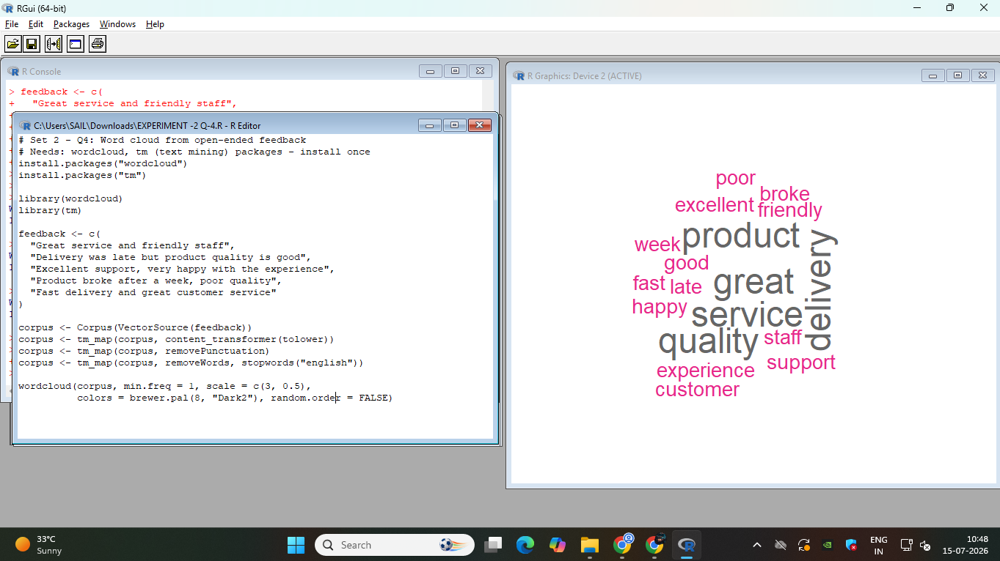 RGui (64-bit)
File Edit Packages Windows Help
R Console
> feedback <- c(
+   "Great service and friendly staff",
C:\Users\SAIL\Downloads\EXPERIMENT -2 Q-4.R - R Editor
# Set 2 - Q4: Word cloud from open-ended feedback
# Needs: wordcloud, tm (text mining) packages - install once
install.packages("wordcloud")
install.packages("tm")
library(wordcloud)
library(tm)
feedback <- c(
  "Great service and friendly staff",
  "Delivery was late but product quality is good",
  "Excellent support, very happy with the experience",
  "Product broke after a week, poor quality",
  "Fast delivery and great customer service"
)
corpus <- Corpus(VectorSource(feedback))
corpus <- tm_map(corpus, content_transformer(tolower))
corpus <- tm_map(corpus, removePunctuation)
corpus <- tm_map(corpus, removeWords, stopwords("english"))
wordcloud(corpus, min.freq = 1, scale = c(3, 0.5),
          colors = brewer.pal(8, "Dark2"), random.order = FALSE)
R Graphics: Device 2 (ACTIVE)
poor
broke
excellent
friendly
product
week
delivery
good
great
fast
late
happy
service
quality
staff
support
experience
customer
33°C
Sunny
Search
ENG
IN
10:48
15-07-2026